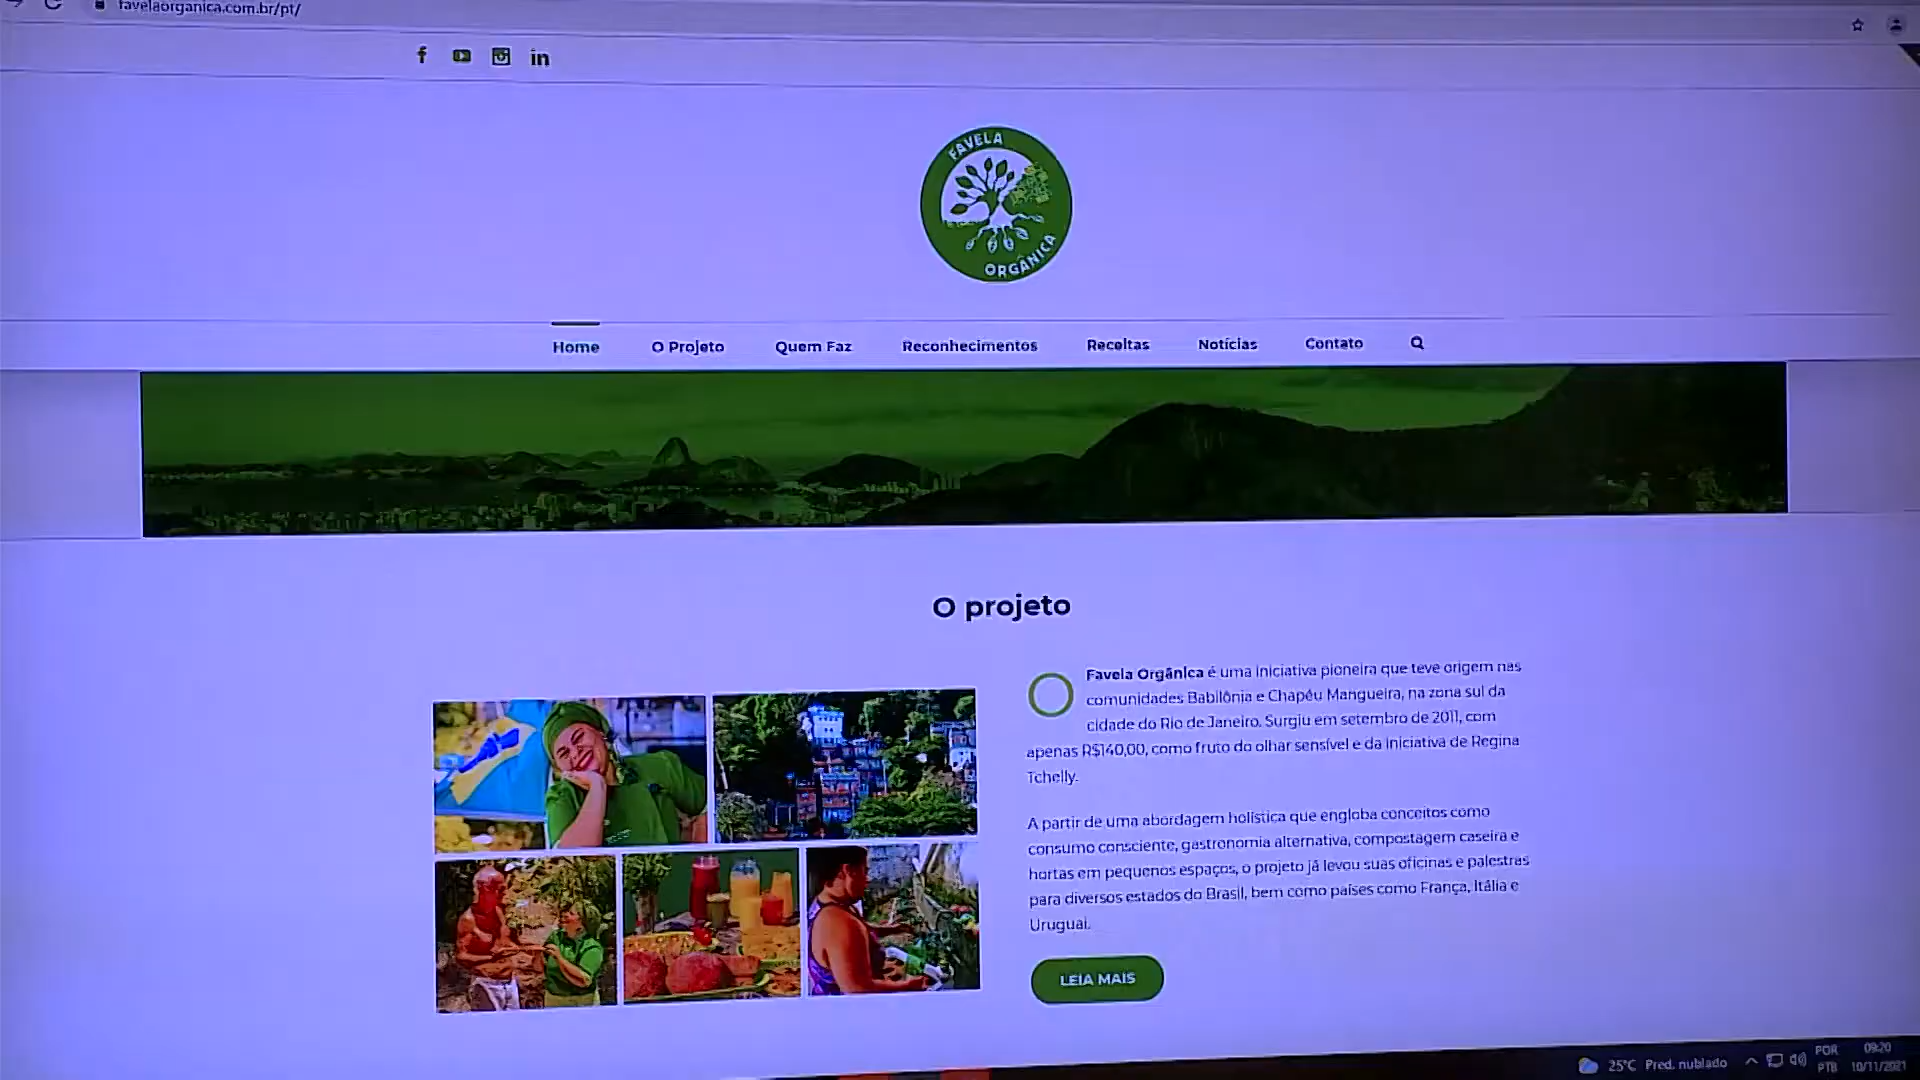 favelaorganica.com.br/pt/
FAVELA
ORGÂNICA
Home O Projeto Quem Faz Reconhecimentos Receitas Notícias Contato
O projeto
O Favela Orgânica é uma iniciativa pioneira que teve origem nas
comunidades Babilônia e Chapéu Mangueira, na zona sul da
cidade do Rio de Janeiro. Surgiu em setembro de 2011, com
apenas R$140,00, como fruto do olhar sensível e da iniciativa de Regina
Tchelly.
A partir de uma abordagem holística que engloba conceitos como
consumo consciente, gastronomia alternativa, compostagem caseira e
hortas em pequenos espaços, o projeto já levou suas oficinas e palestras
para diversos estados do Brasil, bem como países como França, Itália e
Uruguai.
LEIA MAIS
25°C Pred. nublado
POR
PTB
09:20
10/11/2021